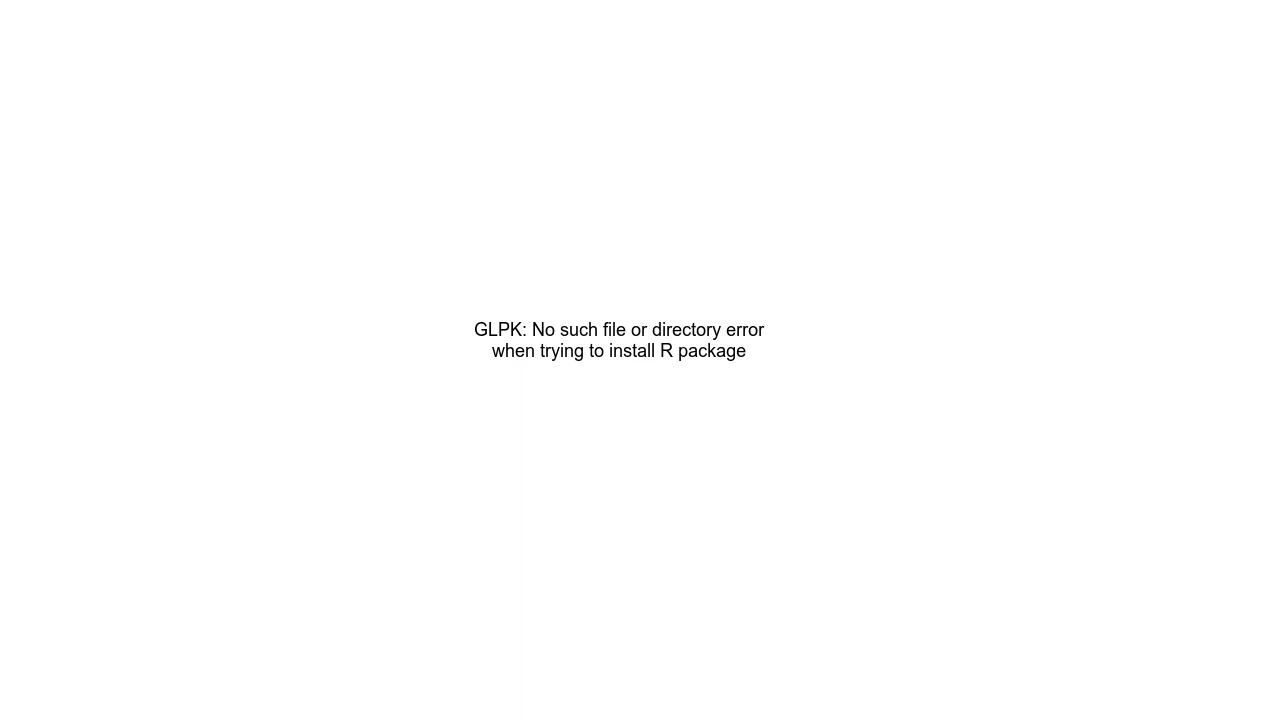 GLPK: No such file or directory error
when trying to install R package